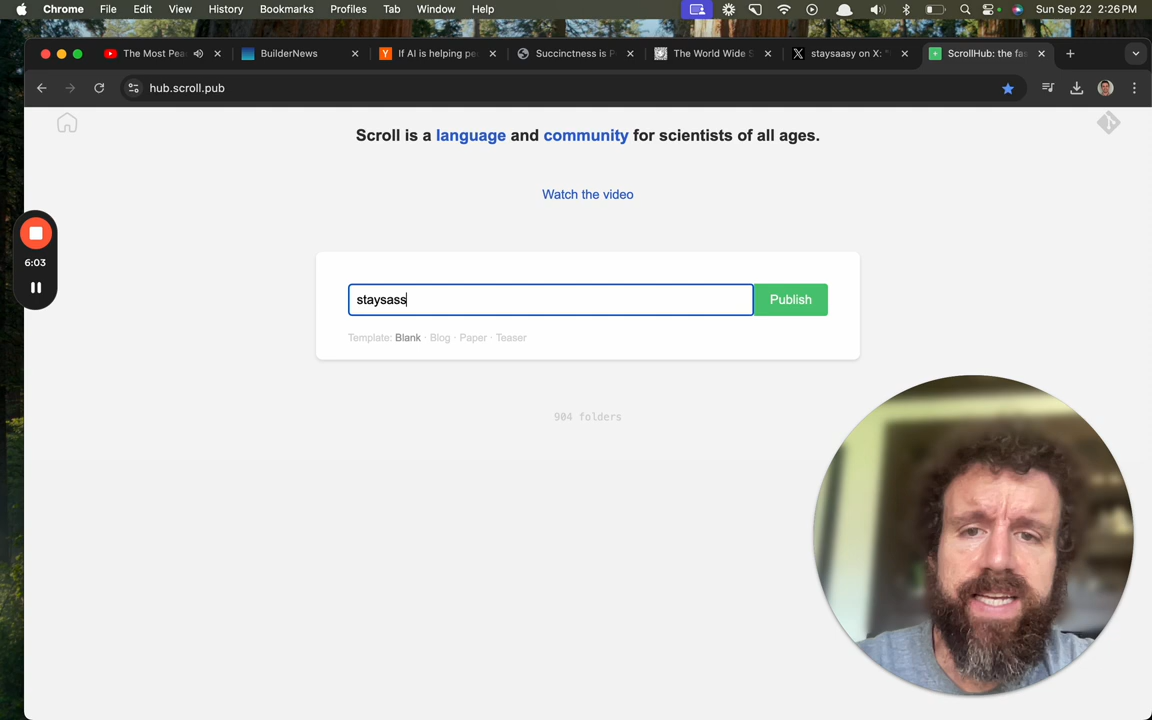 Chrome File Edit View History Bookmarks Profiles Tab Window Help Sun Sep 22 2:26 PM
The Most Pea BuilderNews Y If AI is helping pe Succinctness is P The World Wide S X staysaasy on X: " ScrollHub: the fas
hub.scroll.pub
Scroll is a language and community for scientists of all ages.
Watch the video
6:03
staysass Publish
Template: Blank · Blog · Paper · Teaser
904 folders